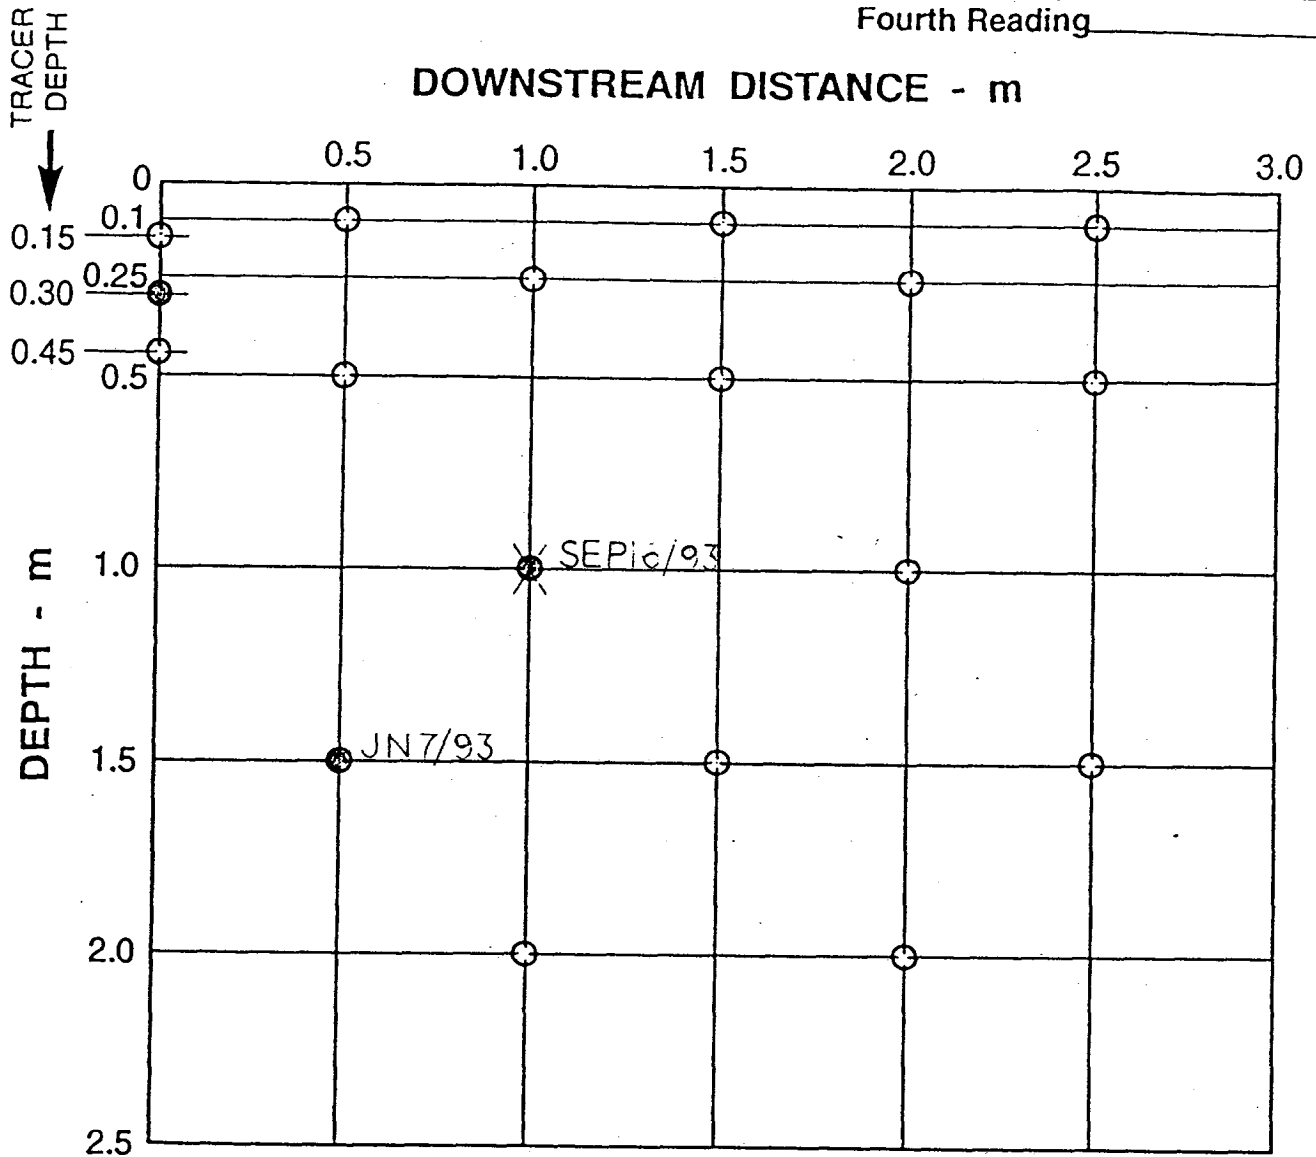 Fourth Reading
TRACER
DEPTH
DOWNSTREAM DISTANCE - m
0.5 1.0 1.5 2.0 2.5 3.0
0
0.1
0.15
0.25
0.30
0.45
0.5
SEP16/93
1.0
DEPTH - m
JN7/93
1.5
2.0
2.5